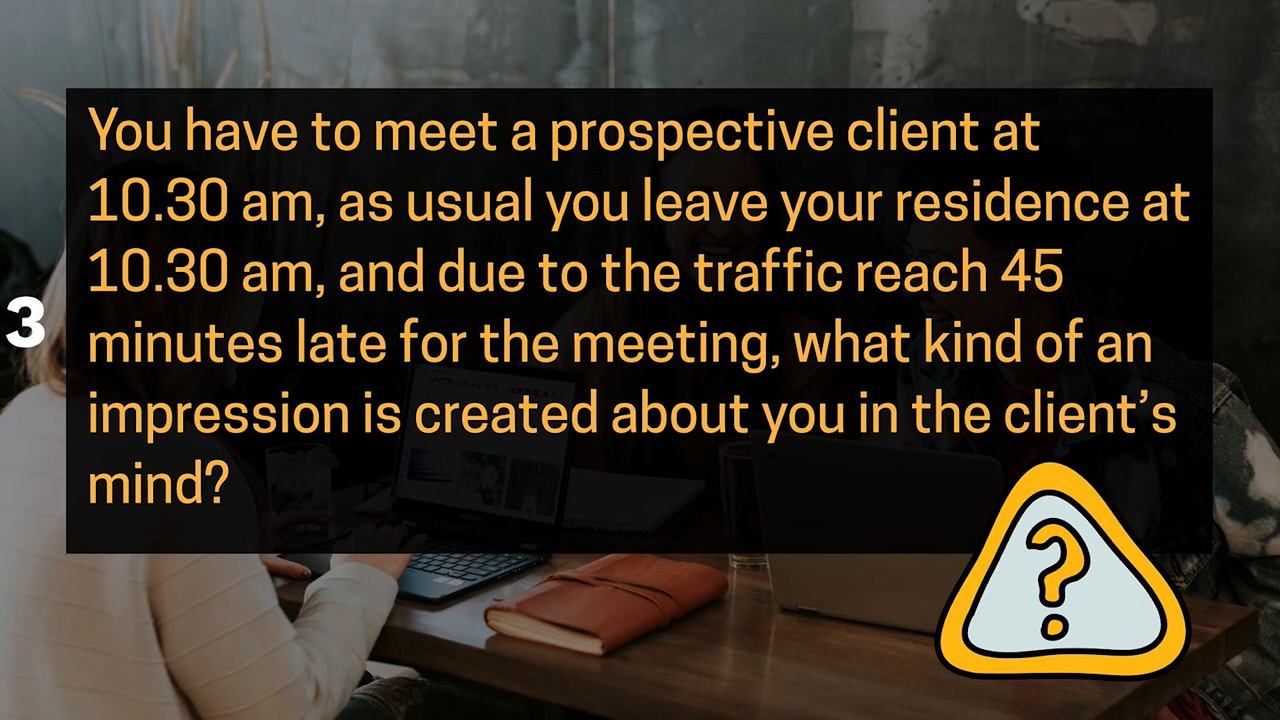 You have to meet a prospective client at
10.30 am, as usual you leave your residence at
10.30 am, and due to the traffic reach 45
3
minutes late for the meeting, what kind of an
impression is created about you in the client’s
mind?
?